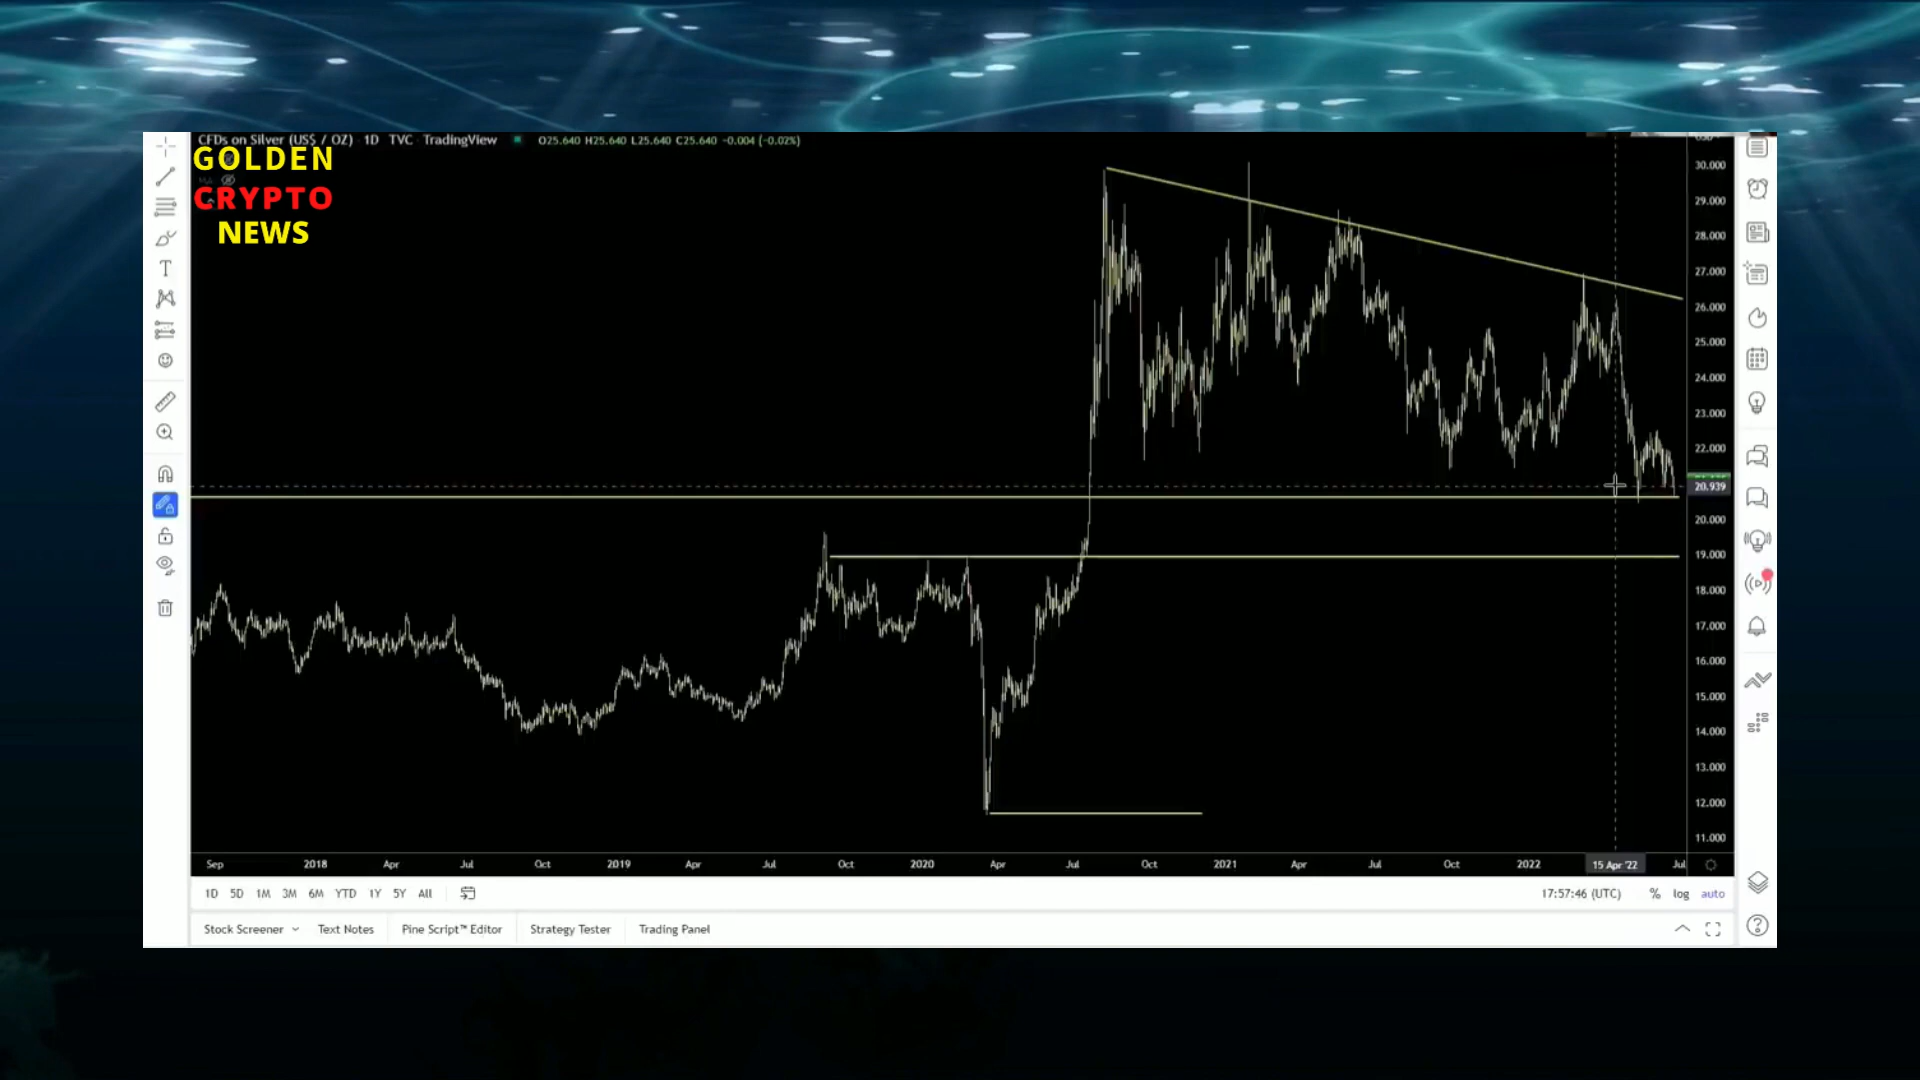 CFDs on Silver (US$ / OZ) 1D TVC TradingView O25.640 H25.640 L25.640 C25.640 -0.004 (-0.02%)
GOLDEN
CRYPTO
NEWS
30.000
29.000
28.000
27.000
26.000
25.000
24.000
23.000
22.000
20.939
20.000
19.000
18.000
17.000
16.000
15.000
14.000
13.000
12.000
11.000
Sep 2018 Apr Jul Oct 2019 Apr Jul Oct 2020 Apr Jul Oct 2021 Apr Jul Oct 2022 15 Apr '22 Jul
1D 5D 1M 3M 6M YTD 1Y 5Y All 17:57:46 (UTC) % log auto
Stock Screener Text Notes Pine Script™ Editor Strategy Tester Trading Panel